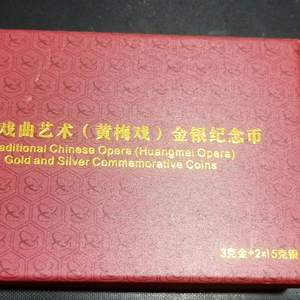 戏曲艺术（黄梅戏）金银纪念币
aditional Chinese Opera (Huangmei Opera)
Gold and Silver Commemorative Coins
3克金+2×15克银